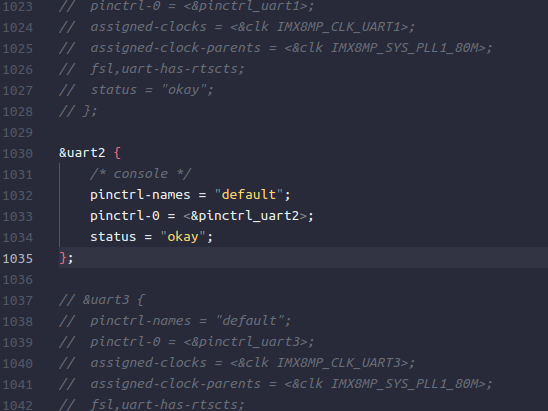 1023 //  pinctrl-0 = <&pinctrl_uart1>;
1024 //  assigned-clocks = <&clk IMX8MP_CLK_UART1>;
1025 //  assigned-clock-parents = <&clk IMX8MP_SYS_PLL1_80M>;
1026 //  fsl,uart-has-rtscts;
1027 //  status = "okay";
1028 // };
1029
1030 &uart2 {
1031     /* console */
1032     pinctrl-names = "default";
1033     pinctrl-0 = <&pinctrl_uart2>;
1034     status = "okay";
1035 };
1036
1037 // &uart3 {
1038 //  pinctrl-names = "default";
1039 //  pinctrl-0 = <&pinctrl_uart3>;
1040 //  assigned-clocks = <&clk IMX8MP_CLK_UART3>;
1041 //  assigned-clock-parents = <&clk IMX8MP_SYS_PLL1_80M>;
1042 //  fsl,uart-has-rtscts;